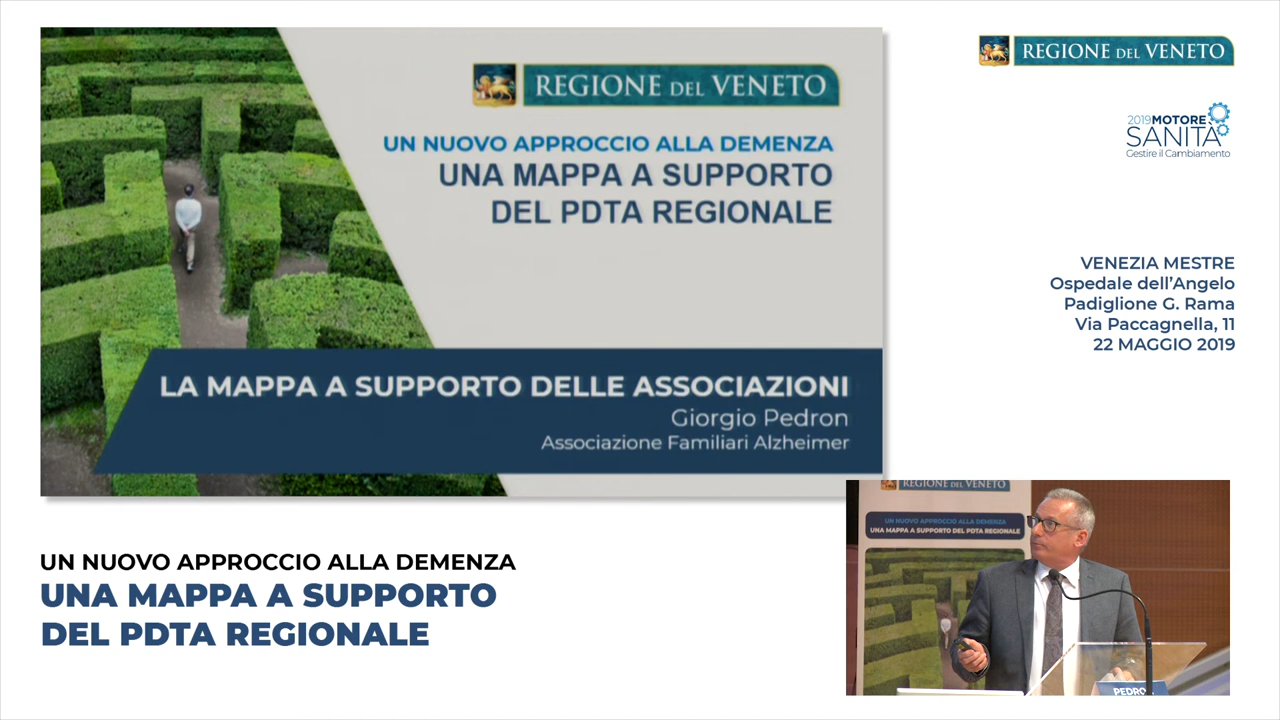 REGIONE DEL VENETO
UN NUOVO APPROCCIO ALLA DEMENZA
UNA MAPPA A SUPPORTO
DEL PDTA REGIONALE
LA MAPPA A SUPPORTO DELLE ASSOCIAZIONI
Giorgio Pedron
Associazione Familiari Alzheimer
REGIONE DEL VENETO
2019MOTORE
SANITÀ
Gestire il Cambiamento
VENEZIA MESTRE
Ospedale dell'Angelo
Padiglione G. Rama
Via Paccagnella, 11
22 MAGGIO 2019
UN NUOVO APPROCCIO ALLA DEMENZA
UNA MAPPA A SUPPORTO
DEL PDTA REGIONALE
REGIONE DEL VENETO
UN NUOVO APPROCCIO ALLA DEMENZA
UNA MAPPA A SUPPORTO DEL PDTA REGIONALE